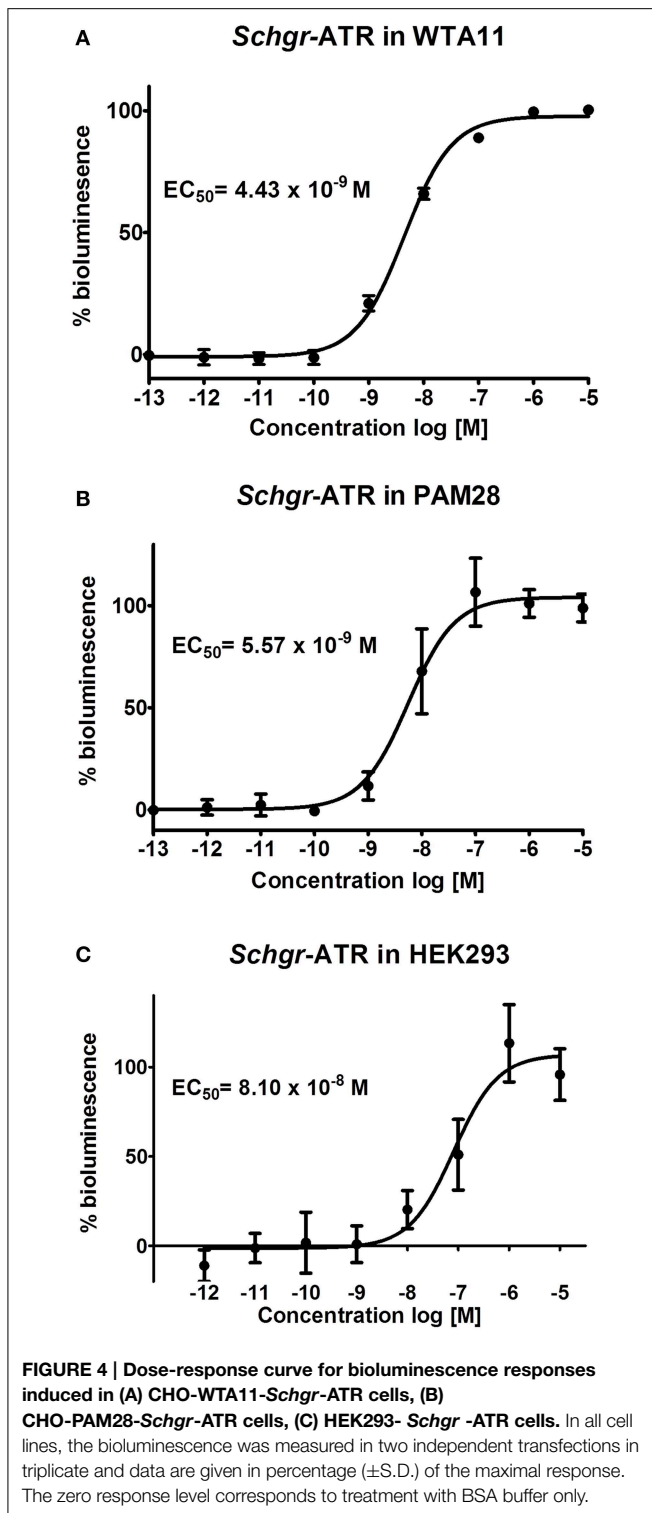 A
Schgr-ATR in WTA11
100
50
0
% bioluminesence
EC50= 4.43 x 10-9 M
-13 -12 -11 -10 -9 -8 -7 -6 -5
Concentration log [M]
B
Schgr-ATR in PAM28
100
50
0
% bioluminescence
EC50= 5.57 x 10-9 M
-13 -12 -11 -10 -9 -8 -7 -6 -5
Concentration log [M]
C
Schgr-ATR in HEK293
100
50
0
% bioluminescence
EC50= 8.10 x 10-8 M
-12 -11 -10 -9 -8 -7 -6 -5
Concentration log [M]
FIGURE 4 | Dose-response curve for bioluminescence responses
induced in (A) CHO-WTA11-Schgr-ATR cells, (B)
CHO-PAM28-Schgr-ATR cells, (C) HEK293- Schgr -ATR cells. In all cell
lines, the bioluminescence was measured in two independent transfections in
triplicate and data are given in percentage (±S.D.) of the maximal response.
The zero response level corresponds to treatment with BSA buffer only.